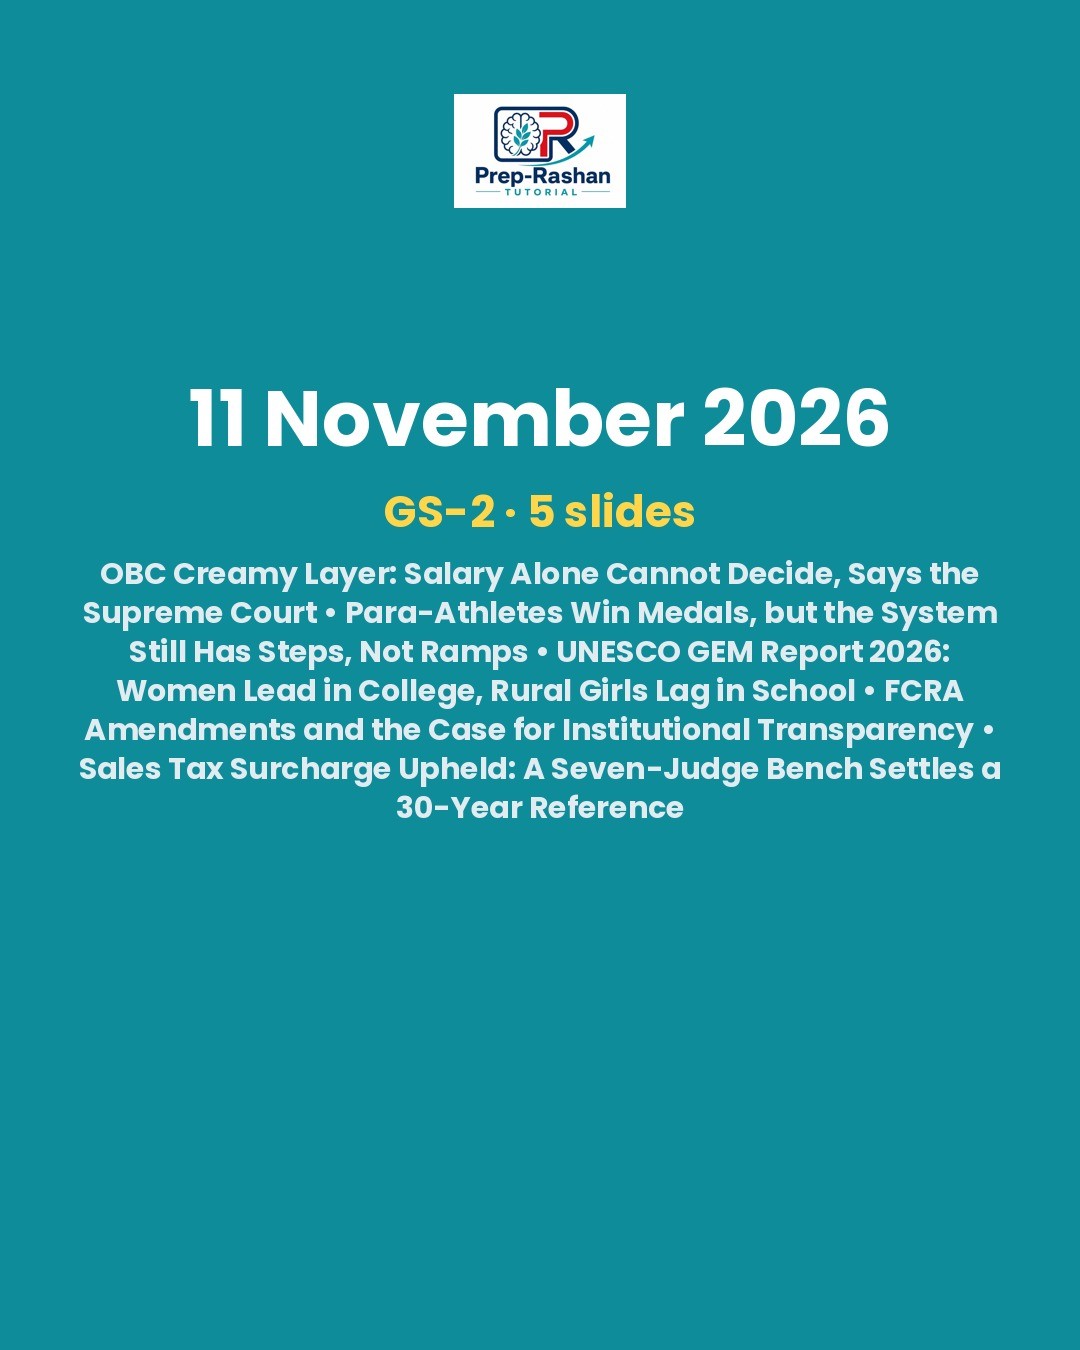 Prep-Rashan
TUTORIAL
11 November 2026
GS-2 · 5 slides
OBC Creamy Layer: Salary Alone Cannot Decide, Says the
Supreme Court • Para-Athletes Win Medals, but the System
Still Has Steps, Not Ramps • UNESCO GEM Report 2026:
Women Lead in College, Rural Girls Lag in School • FCRA
Amendments and the Case for Institutional Transparency •
Sales Tax Surcharge Upheld: A Seven-Judge Bench Settles a
30-Year Reference